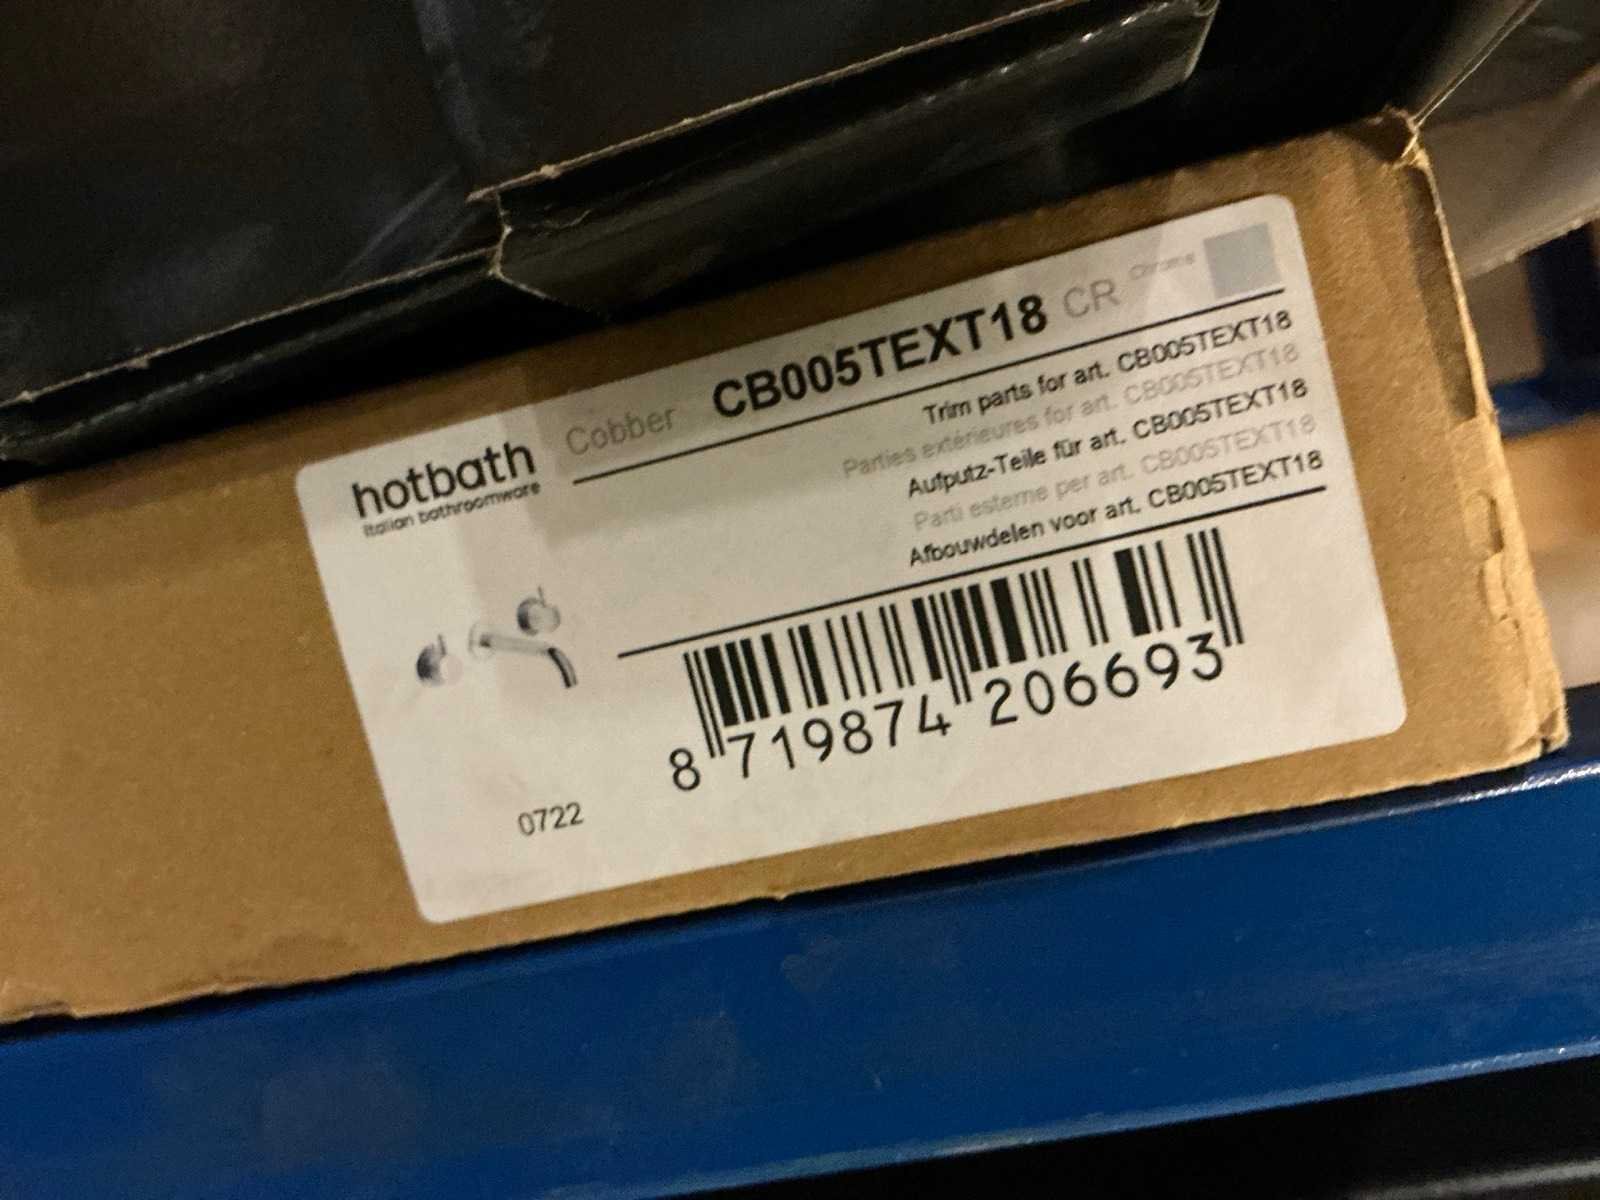 hotbath
Italian bathroomware
Cobber CB005TEXT18 CR Chrome
Trim parts for art. CB005TEXT18
Parties extérieures for art. CB005TEXT18
Aufputz-Teile für art. CB005TEXT18
Parti esterne per art. CB005TEXT18
Afbouwdelen voor art. CB005TEXT18
8 719874 206693
0722